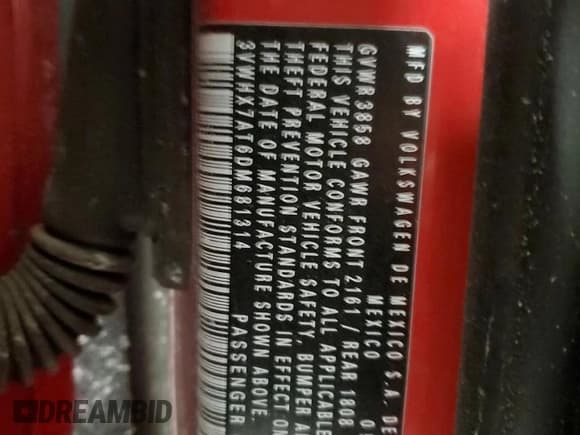 MFD BY VOLKSWAGEN DE MEXICO S.A. DE
MEXICO
GVWR 3858 GAWR FRONT 2161 / REAR 1808
THIS VEHICLE CONFORMS TO ALL APPLICABLE
FEDERAL MOTOR VEHICLE SAFETY, BUMPER
THEFT PREVENTION STANDARDS IN EFFECT ON
THE DATE OF MANUFACTURE SHOWN ABOVE.
3VWHX7AT6DM681314 PASSENGER
DREAMBID